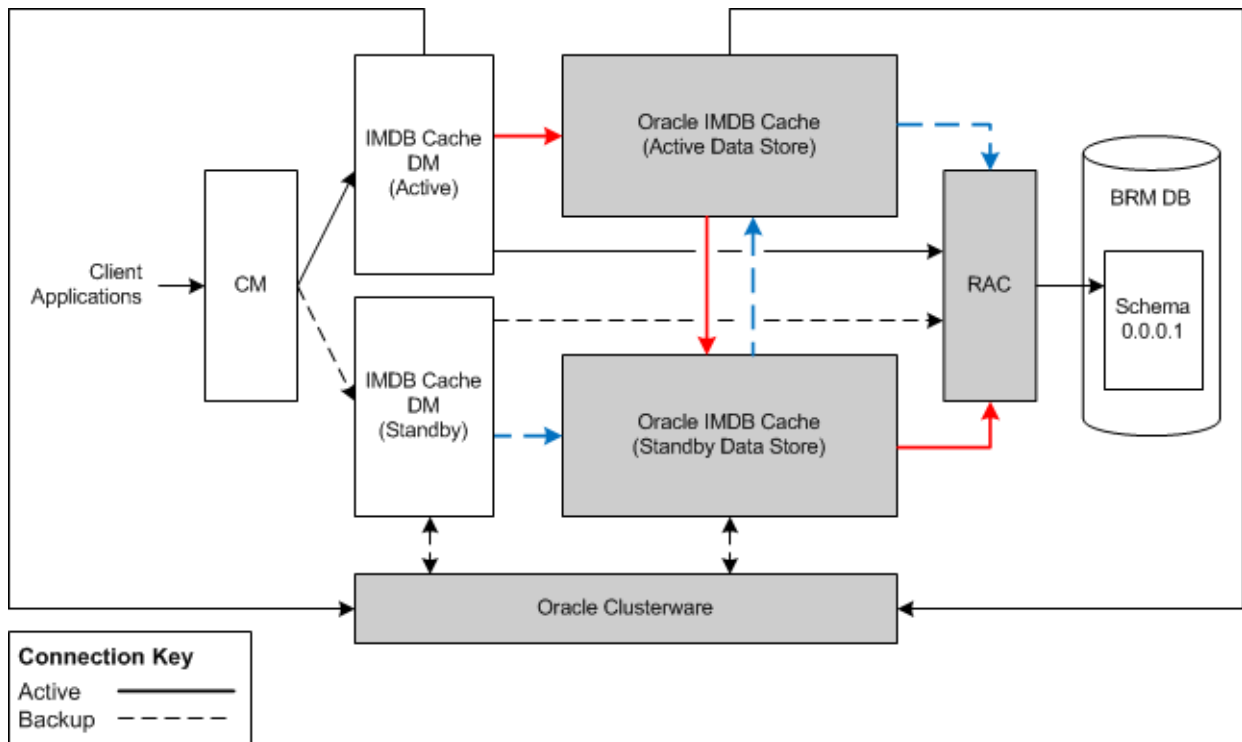 IMDB Cache
DM
(Active)
Oracle IMDB Cache
(Active Data Store)
BRM DB
Client
Applications
CM
RAC
Schema
0.0.0.1
IMDB Cache
DM
(Standby)
Oracle IMDB Cache
(Standby Data Store)
Oracle Clusterware
Connection Key
Active
Backup